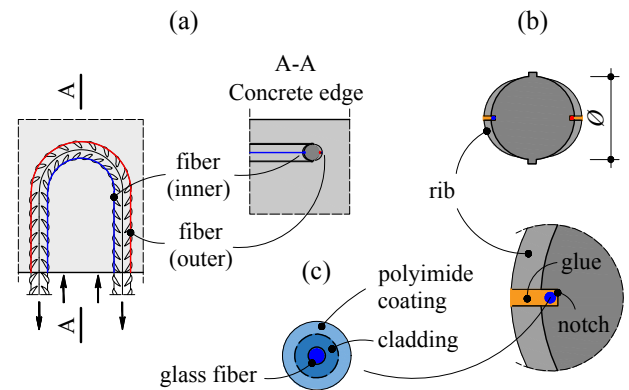 (a)
(b)
A
A-A
Concrete edge
fiber
(inner)
fiber
(outer)
A
Ø
rib
glue
notch
(c)
polyimide
coating
cladding
glass fiber